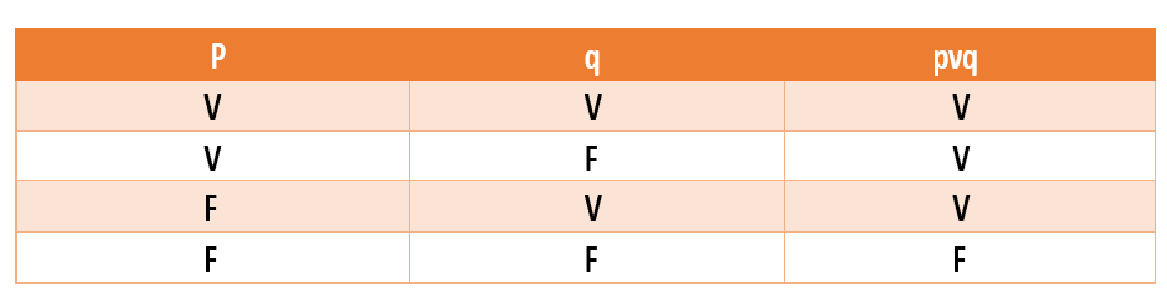 P q pvq
V V V
V F V
F V V
F F F